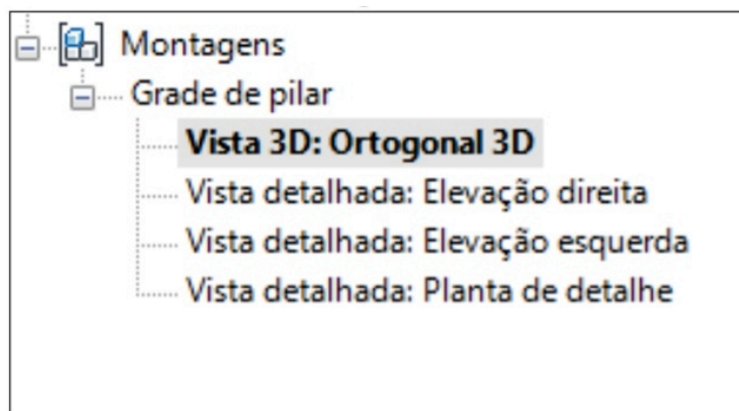 Montagens
Grade de pilar
Vista 3D: Ortogonal 3D
Vista detalhada: Elevação direita
Vista detalhada: Elevação esquerda
Vista detalhada: Planta de detalhe